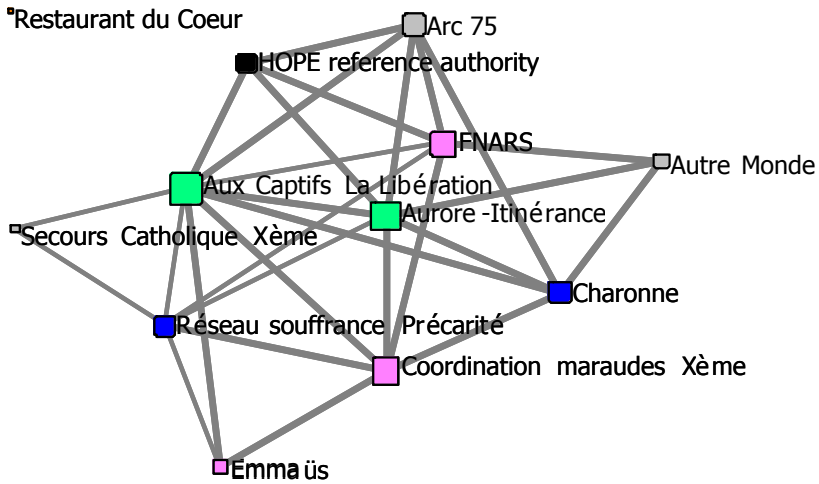 Restaurant du Coeur
Arc 75
HOPE reference authority
FNARS
Autre Monde
Aux Captifs La Libération
Aurore -Itinérance
Secours Catholique Xème
Charonne
Réseau souffrance Précarité
Coordination maraudes Xème
Emmaüs